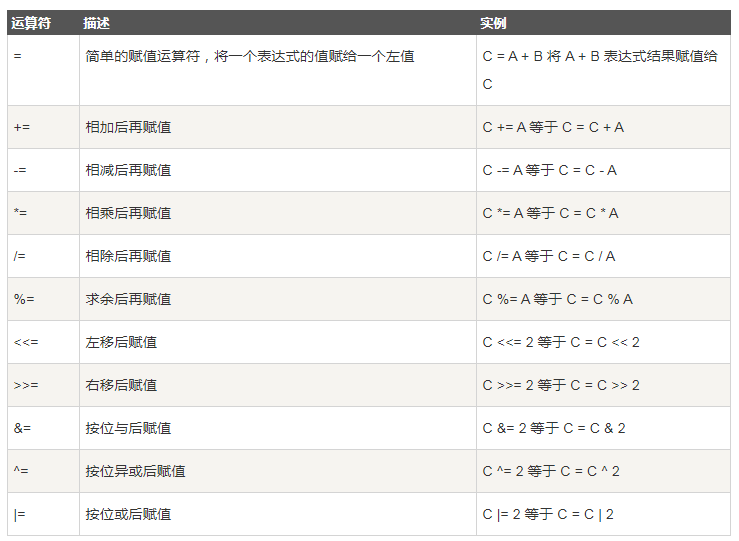 运算符 描述 实例
= 简单的赋值运算符，将一个表达式的值赋给一个左值 C = A + B 将 A + B 表达式结果赋值给
C
+= 相加后再赋值 C += A 等于 C = C + A
-= 相减后再赋值 C -= A 等于 C = C - A
*= 相乘后再赋值 C *= A 等于 C = C * A
/= 相除后再赋值 C /= A 等于 C = C / A
%= 求余后再赋值 C %= A 等于 C = C % A
<<= 左移后赋值 C <<= 2 等于 C = C << 2
>>= 右移后赋值 C >>= 2 等于 C = C >> 2
&= 按位与后赋值 C &= 2 等于 C = C & 2
^= 按位异或后赋值 C ^= 2 等于 C = C ^ 2
|= 按位或后赋值 C |= 2 等于 C = C | 2